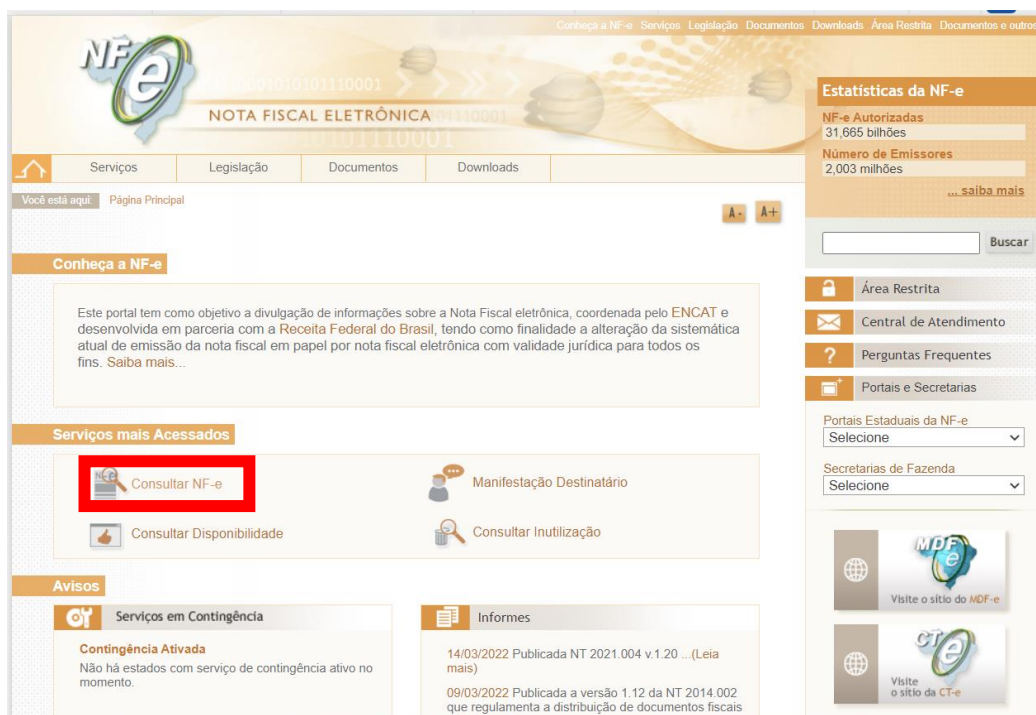 Conheça a NF-e Serviços Legislação Documentos Downloads Área Restrita Documentos e outros
NF e
NOTA FISCAL ELETRÔNICA
Estatísticas da NF-e
NF-e Autorizadas
31,665 bilhões
Número de Emissores
2,003 milhões
... saiba mais
Serviços Legislação Documentos Downloads
Você está aqui: Página Principal
A- A+
Buscar
Conheça a NF-e
Este portal tem como objetivo a divulgação de informações sobre a Nota Fiscal eletrônica, coordenada pelo ENCAT e
desenvolvida em parceria com a Receita Federal do Brasil, tendo como finalidade a alteração da sistemática
atual de emissão da nota fiscal em papel por nota fiscal eletrônica com validade jurídica para todos os
fins. Saiba mais...
Área Restrita
Central de Atendimento
? Perguntas Frequentes
Portais e Secretarias
Portais Estaduais da NF-e
Selecione
Secretarias de Fazenda
Selecione
Serviços mais Acessados
Consultar NF-e
Manifestação Destinatário
Consultar Disponibilidade
Consultar Inutilização
MDF e
Visite o sítio do MDF-e
CT e
Visite
o sítio da CT-e
Avisos
Serviços em Contingência
Contingência Ativada
Não há estados com serviço de contingência ativo no
momento.
Informes
14/03/2022 Publicada NT 2021.004 v.1.20 ...(Leia
mais)
09/03/2022 Publicada a versão 1.12 da NT 2014.002
que regulamenta a distribuição de documentos fiscais